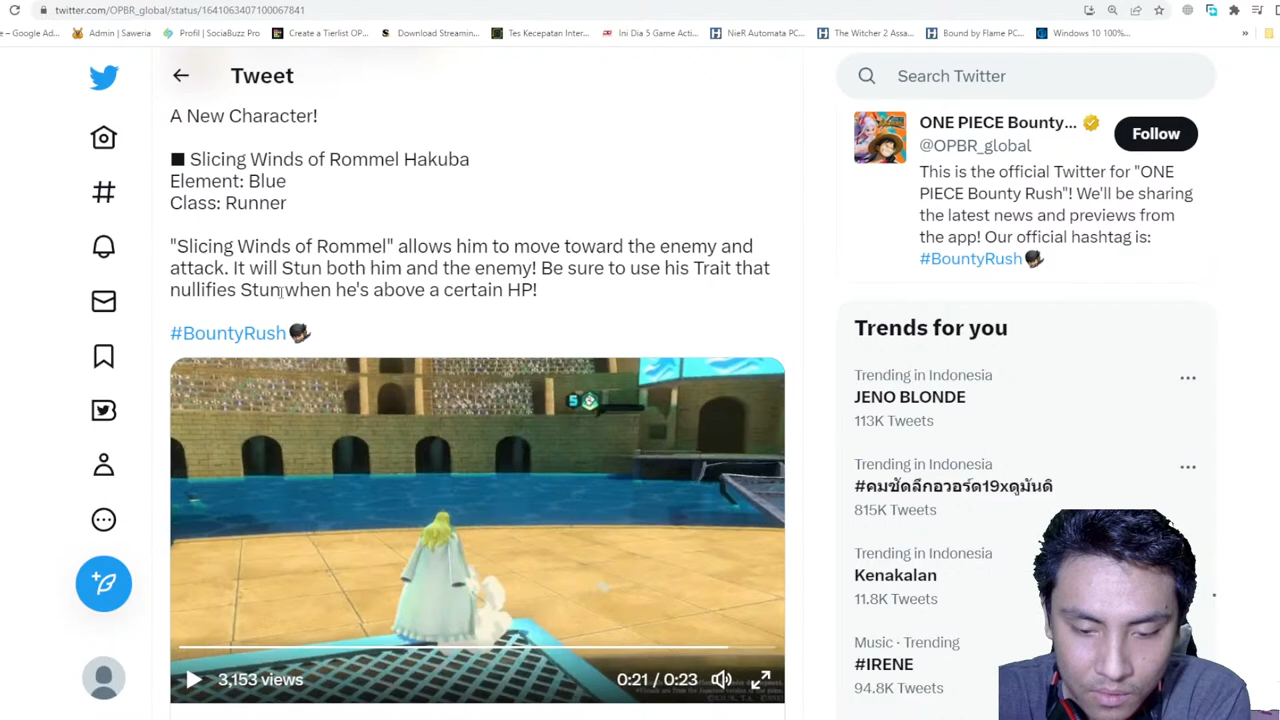 twitter.com/OPBR_global/status/1641063407100067841
e – Google Ad...
Admin | Saweria
Profil | SociaBuzz Pro
Create a Tierlist OP...
Download Streamin...
Tes Kecepatan Inter...
Ini Dia 5 Game Acti...
NieR Automata PC...
The Witcher 2 Assa...
Bound by Flame PC...
Windows 10 100%...
»
Tweet
A New Character!
■ Slicing Winds of Rommel Hakuba
Element: Blue
Class: Runner
"Slicing Winds of Rommel" allows him to move toward the enemy and
attack. It will Stun both him and the enemy! Be sure to use his Trait that
nullifies Stun when he's above a certain HP!
#BountyRush
5
3,153 views
0:21 / 0:23
Search Twitter
ONE PIECE Bounty...
@OPBR_global
Follow
This is the official Twitter for "ONE
PIECE Bounty Rush"! We'll be sharing
the latest news and previews from
the app! Our official hashtag is:
#BountyRush
Trends for you
Trending in Indonesia
JENO BLONDE
113K Tweets
Trending in Indonesia
#คมชัดลึกอวอร์ด19xตูมันดิ
815K Tweets
Trending in Indonesia
Kenakalan
11.8K Tweets
Music · Trending
#IRENE
94.8K Tweets